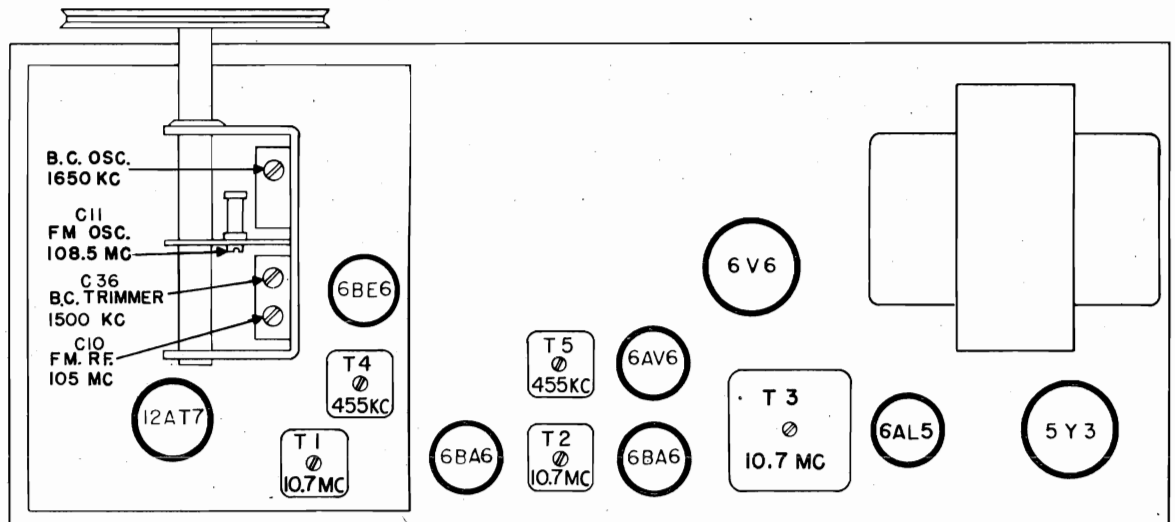 B.C. OSC.
1650 KC
C11
FM OSC.
108.5 MC
C36
B.C. TRIMMER
1500 KC
C10
FM. RF.
105 MC
12AT7
6BE6
T4
455KC
T1
10.7MC
6BA6
T5
455KC
T2
10.7MC
6AV6
6BA6
6V6
T3
10.7 MC
6AL5
5Y3